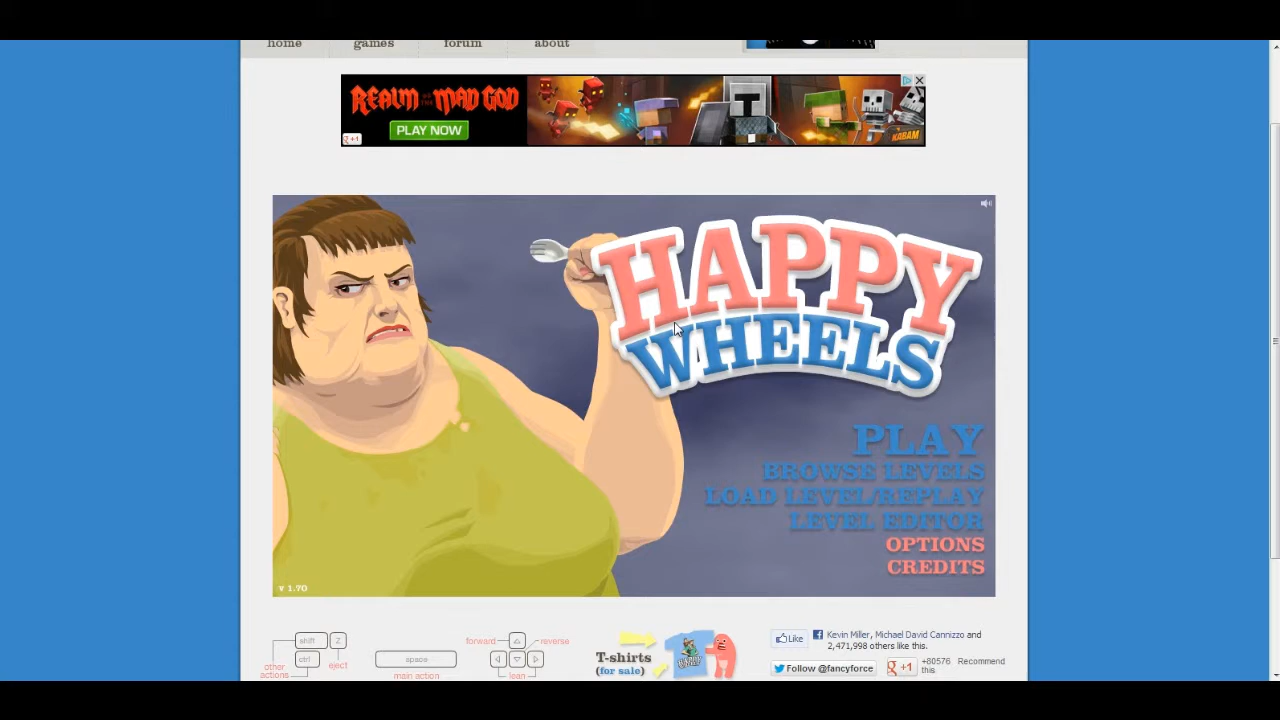 home games forum about
REALM OF THE MAD GOD
PLAY NOW
+1
KABAM
HAPPY
WHEELS
PLAY
BROWSE LEVELS
LOAD LEVEL/REPLAY
LEVEL EDITOR
OPTIONS
CREDITS
v 1.70
shift Z
ctrl
eject
other
actions
space
main action
forward
reverse
lean
T-shirts
(for sale)
Like
Kevin Miller, Michael David Cannizzo and
2,471,998 others like this.
Follow @fancyforce
g +1
+80576 Recommend
this